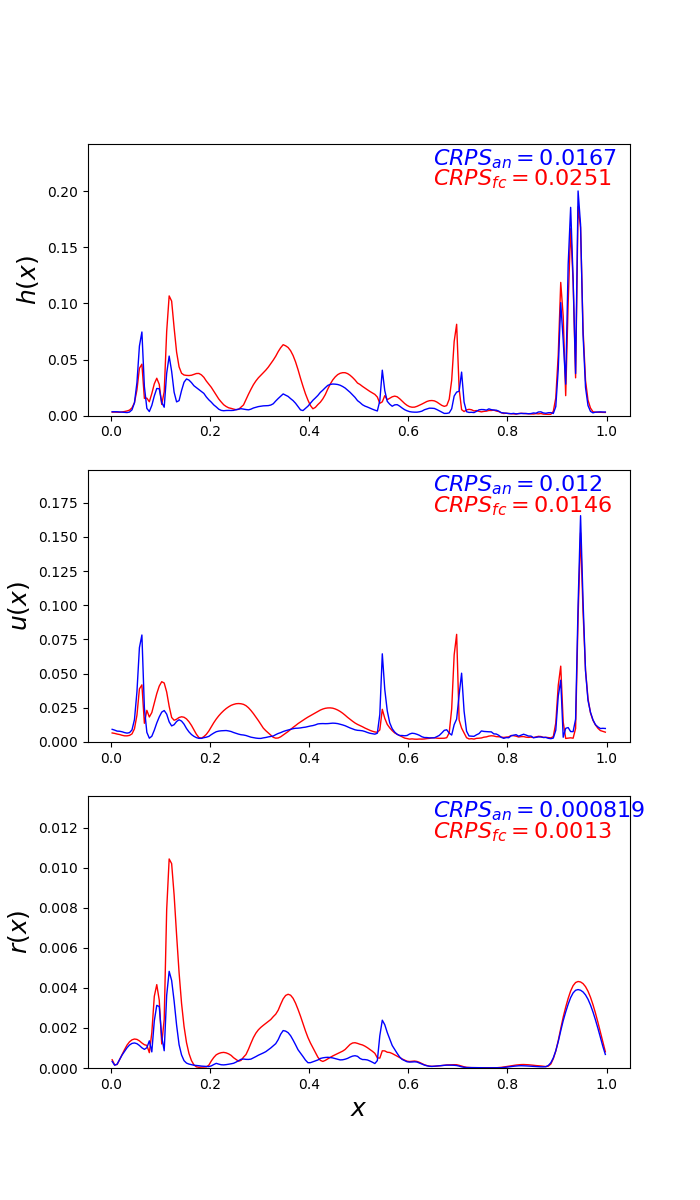 CRPS_an = 0.0167
CRPS_fc = 0.0251
0.20
0.15
0.10
0.05
0.00
h(x)
0.0 0.2 0.4 0.6 0.8 1.0
CRPS_an = 0.012
CRPS_fc = 0.0146
0.175
0.150
0.125
0.100
0.075
0.050
0.025
0.000
u(x)
0.0 0.2 0.4 0.6 0.8 1.0
CRPS_an = 0.000819
CRPS_fc = 0.0013
0.012
0.010
0.008
0.006
0.004
0.002
0.000
r(x)
0.0 0.2 0.4 0.6 0.8 1.0
x